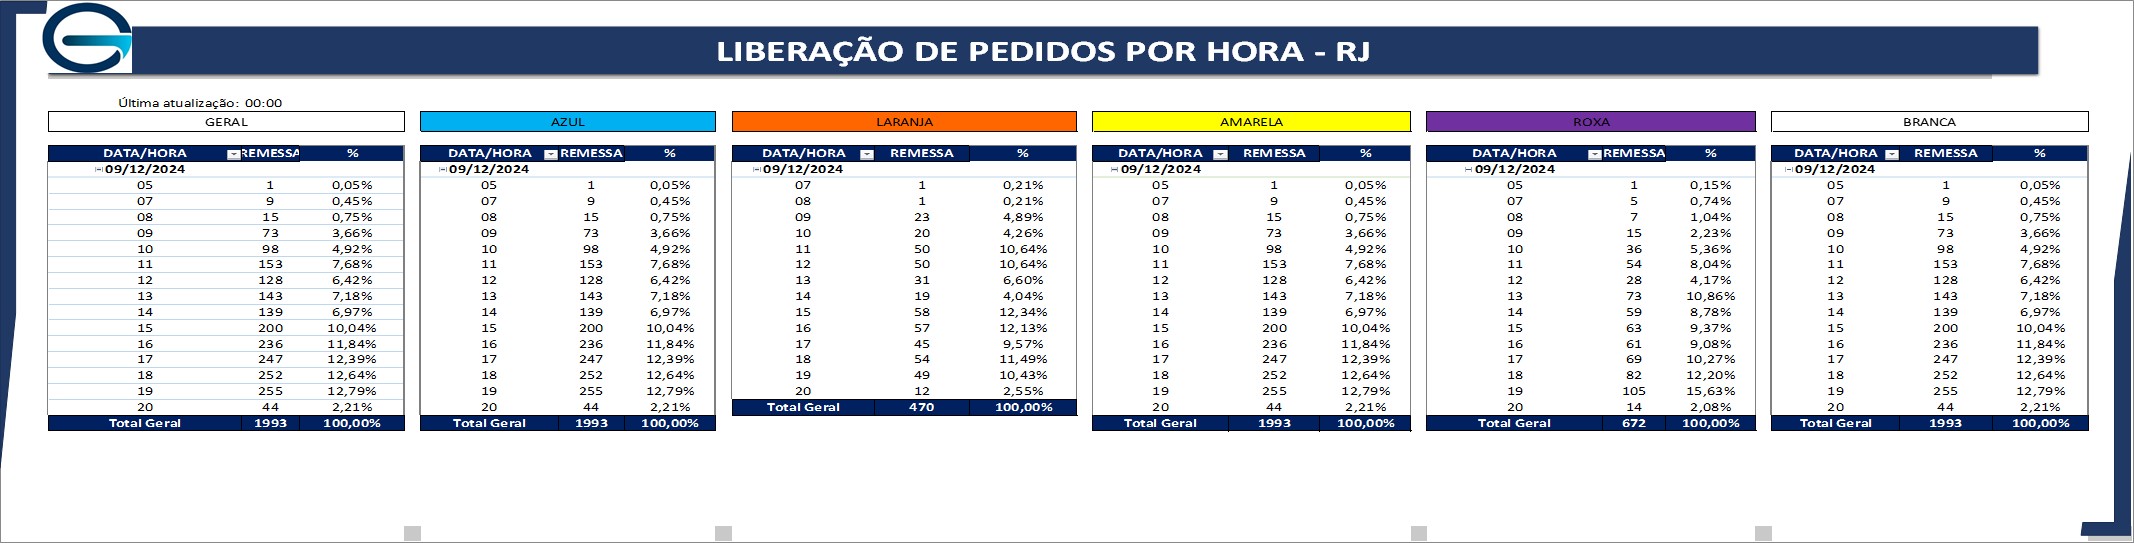 LIBERAÇÃO DE PEDIDOS POR HORA - RJ
Última atualização: 00:00
GERAL
DATA/HORA REMESSA %
09/12/2024
05 1 0,05%
07 9 0,45%
08 15 0,75%
09 73 3,66%
10 98 4,92%
11 153 7,68%
12 128 6,42%
13 143 7,18%
14 139 6,97%
15 200 10,04%
16 236 11,84%
17 247 12,39%
18 252 12,64%
19 255 12,79%
20 44 2,21%
Total Geral 1993 100,00%
AZUL
DATA/HORA REMESSA %
09/12/2024
05 1 0,05%
07 9 0,45%
08 15 0,75%
09 73 3,66%
10 98 4,92%
11 153 7,68%
12 128 6,42%
13 143 7,18%
14 139 6,97%
15 200 10,04%
16 236 11,84%
17 247 12,39%
18 252 12,64%
19 255 12,79%
20 44 2,21%
Total Geral 1993 100,00%
LARANJA
DATA/HORA REMESSA %
09/12/2024
07 1 0,21%
08 1 0,21%
09 23 4,89%
10 20 4,26%
11 50 10,64%
12 50 10,64%
13 31 6,60%
14 19 4,04%
15 58 12,34%
16 57 12,13%
17 45 9,57%
18 54 11,49%
19 49 10,43%
20 12 2,55%
Total Geral 470 100,00%
AMARELA
DATA/HORA REMESSA %
09/12/2024
05 1 0,05%
07 9 0,45%
08 15 0,75%
09 73 3,66%
10 98 4,92%
11 153 7,68%
12 128 6,42%
13 143 7,18%
14 139 6,97%
15 200 10,04%
16 236 11,84%
17 247 12,39%
18 252 12,64%
19 255 12,79%
20 44 2,21%
Total Geral 1993 100,00%
ROXA
DATA/HORA REMESSA %
09/12/2024
05 1 0,15%
07 5 0,74%
08 7 1,04%
09 15 2,23%
10 36 5,36%
11 54 8,04%
12 28 4,17%
13 73 10,86%
14 59 8,78%
15 63 9,37%
16 61 9,08%
17 69 10,27%
18 82 12,20%
19 105 15,63%
20 14 2,08%
Total Geral 672 100,00%
BRANCA
DATA/HORA REMESSA %
09/12/2024
05 1 0,05%
07 9 0,45%
08 15 0,75%
09 73 3,66%
10 98 4,92%
11 153 7,68%
12 128 6,42%
13 143 7,18%
14 139 6,97%
15 200 10,04%
16 236 11,84%
17 247 12,39%
18 252 12,64%
19 255 12,79%
20 44 2,21%
Total Geral 1993 100,00%